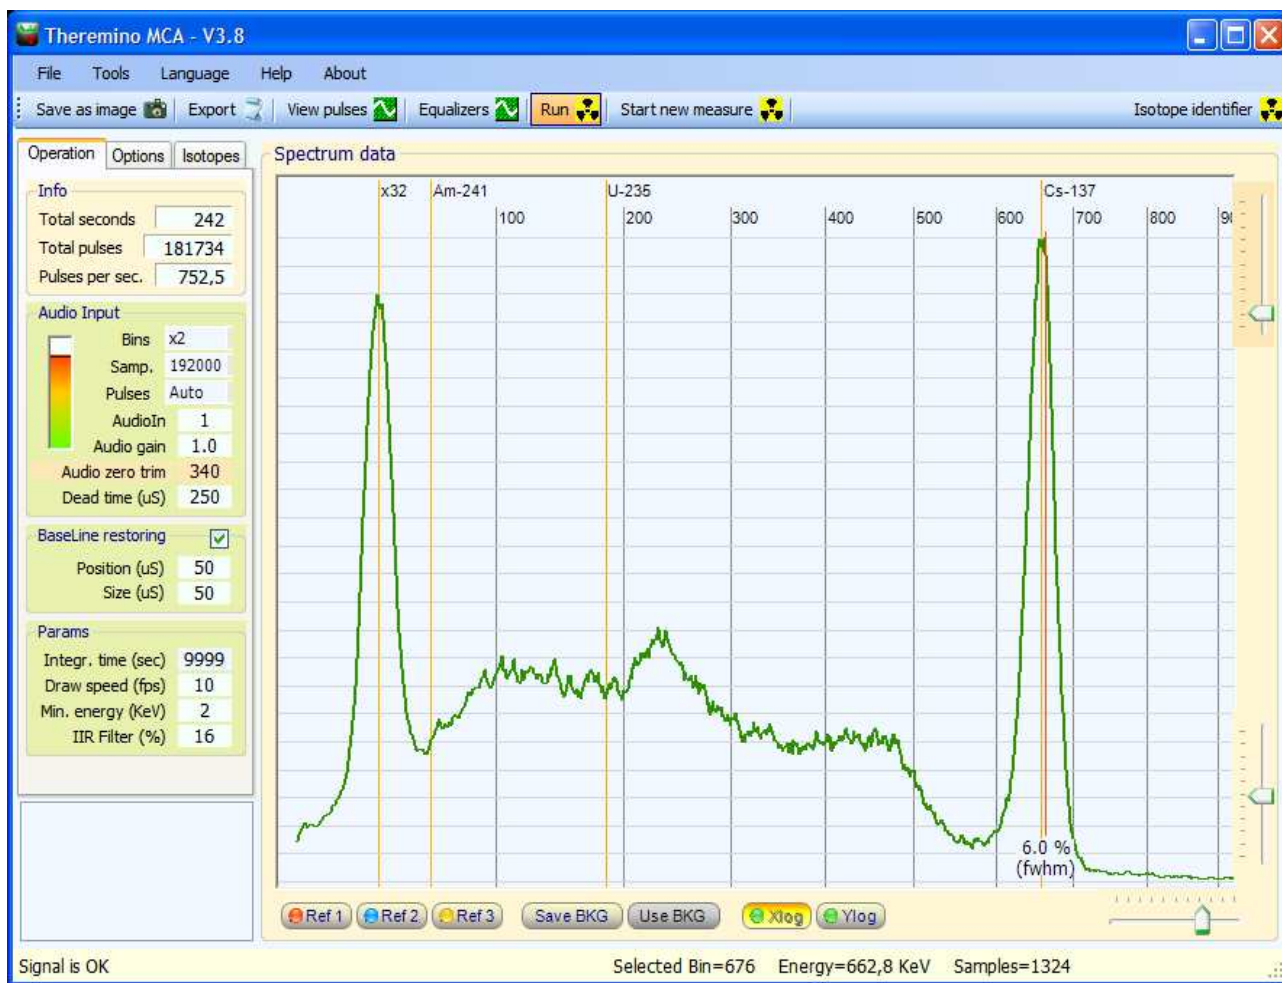 Theremino MCA - V3.8
File Tools Language Help About
Save as image Export View pulses Equalizers Run Start new measure Isotope identifier
Operation Options Isotopes
Info
Total seconds 242
Total pulses 181734
Pulses per sec. 752,5
Audio Input
Bins x2
Samp. 192000
Pulses Auto
AudioIn 1
Audio gain 1.0
Audio zero trim 340
Dead time (uS) 250
BaseLine restoring
Position (uS) 50
Size (uS) 50
Params
Integr. time (sec) 9999
Draw speed (fps) 10
Min. energy (KeV) 2
IIR Filter (%) 16
Spectrum data
x32 Am-241 U-235 Cs-137
100 200 300 400 500 600 700 800
6.0 %
(fwhm)
Ref 1 Ref 2 Ref 3 Save BKG Use BKG Xlog Ylog
Signal is OK Selected Bin=676 Energy=662,8 KeV Samples=1324